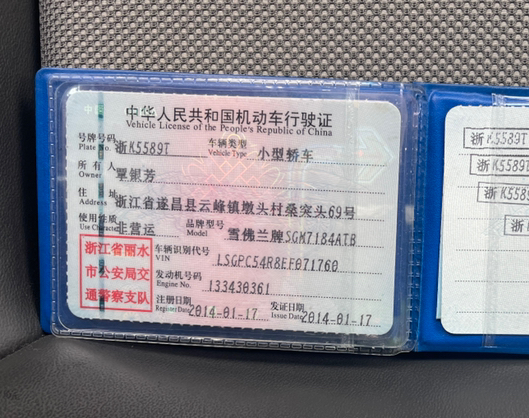 中华人民共和国机动车行驶证
Vehicle License of the People's Republic of China
号牌号码 浙K5589T 车辆类型 小型轿车
Plate No. Vehicle Type
所有人 覃银芳
Owner
住址 浙江省遂昌县云峰镇墩头村桑突头69号
Address
使用性质 非营运 品牌型号 雪佛兰牌SGM7184ATB
Use Character Model
浙江省丽水
市公安局交
通警察支队
车辆识别代号 LSGPC54R8EF071760
VIN
发动机号码 133430361
Engine No.
注册日期 2014-01-17 发证日期 2014-01-17
Register Date Issue Date
浙K5589T
浙K5589
浙K5589
浙K